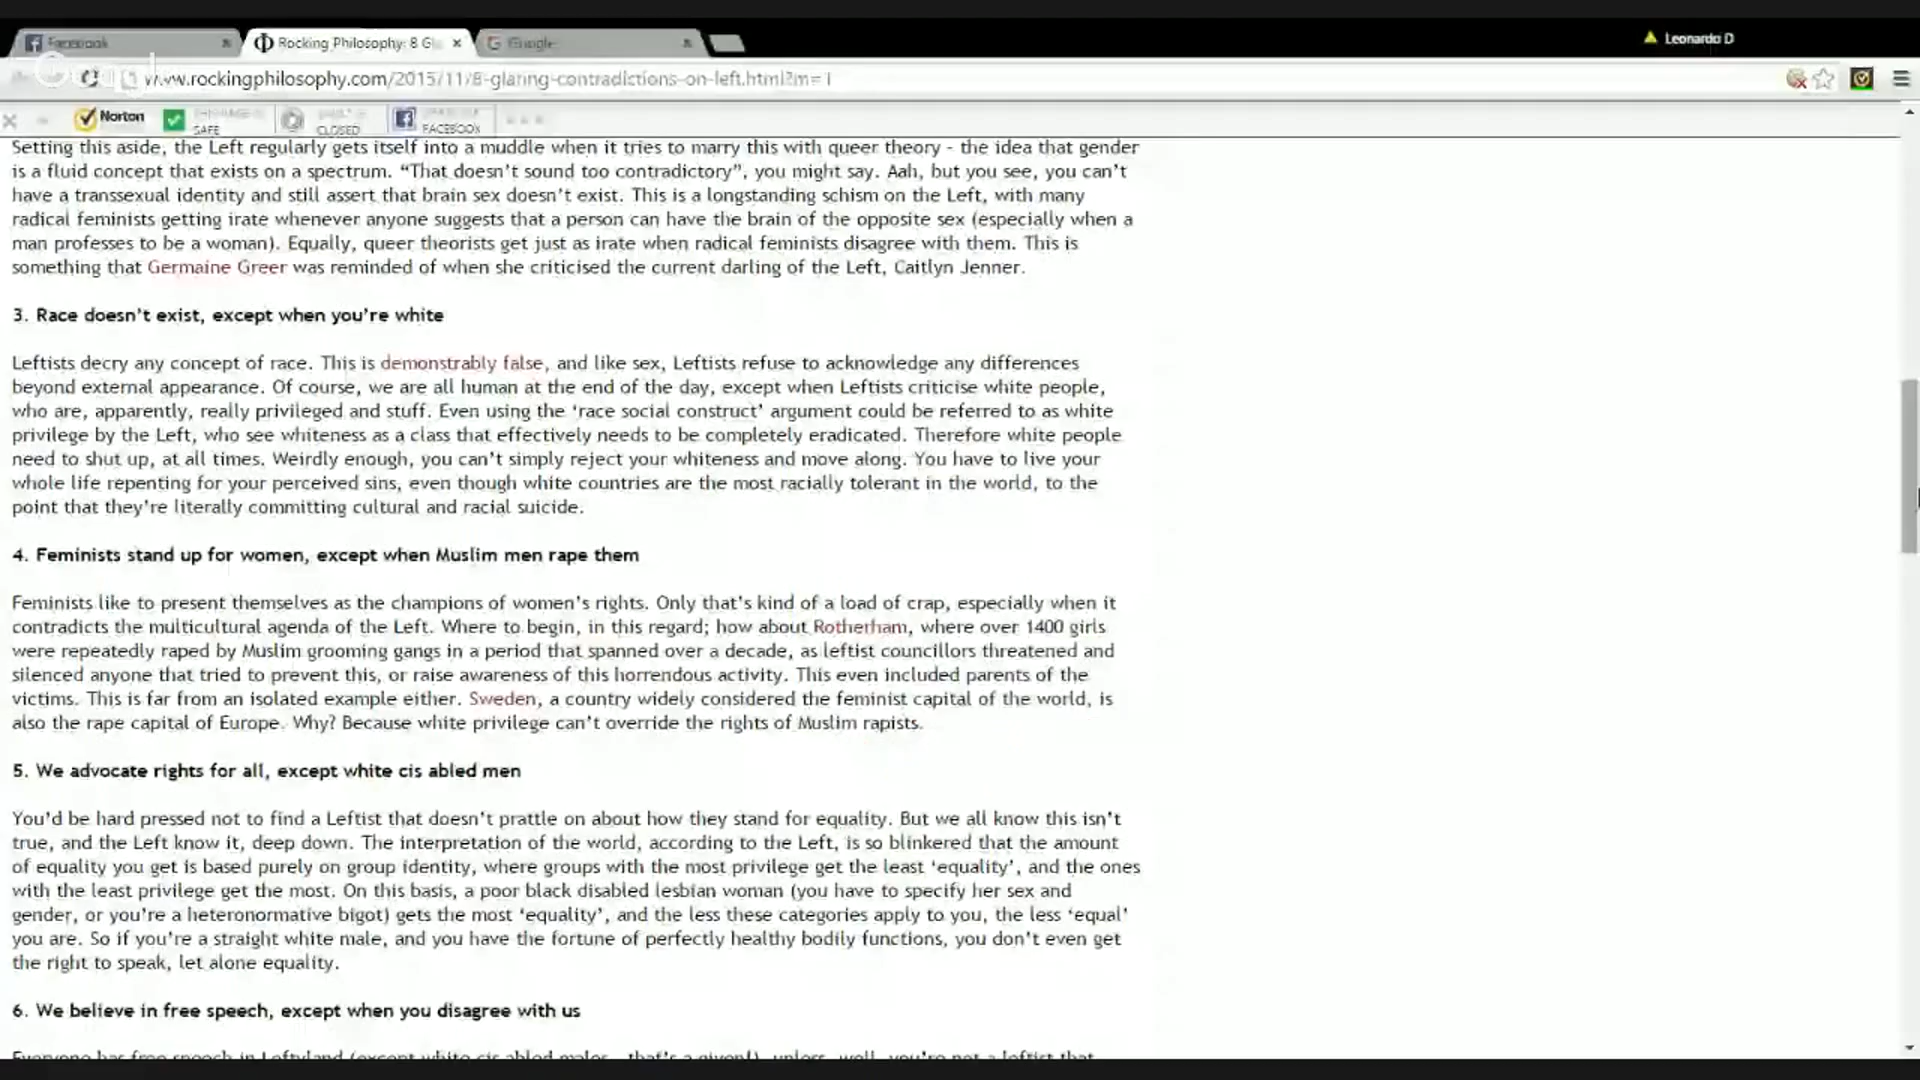 Facebook
Rocking Philosophy: 8 Gl
Google
Leonardo D
www.rockingphilosophy.com/2015/11/8-glaring-contradictions-on-left.html?m=1
Norton
SAFE
CLOSED
FACEBOOK
Setting this aside, the Left regularly gets itself into a muddle when it tries to marry this with queer theory - the idea that gender
is a fluid concept that exists on a spectrum. “That doesn’t sound too contradictory”, you might say. Aah, but you see, you can’t
have a transsexual identity and still assert that brain sex doesn’t exist. This is a longstanding schism on the Left, with many
radical feminists getting irate whenever anyone suggests that a person can have the brain of the opposite sex (especially when a
man professes to be a woman). Equally, queer theorists get just as irate when radical feminists disagree with them. This is
something that Germaine Greer was reminded of when she criticised the current darling of the Left, Caitlyn Jenner.
3. Race doesn’t exist, except when you’re white
Leftists decry any concept of race. This is demonstrably false, and like sex, Leftists refuse to acknowledge any differences
beyond external appearance. Of course, we are all human at the end of the day, except when Leftists criticise white people,
who are, apparently, really privileged and stuff. Even using the ‘race social construct’ argument could be referred to as white
privilege by the Left, who see whiteness as a class that effectively needs to be completely eradicated. Therefore white people
need to shut up, at all times. Weirdly enough, you can’t simply reject your whiteness and move along. You have to live your
whole life repenting for your perceived sins, even though white countries are the most racially tolerant in the world, to the
point that they’re literally committing cultural and racial suicide.
4. Feminists stand up for women, except when Muslim men rape them
Feminists like to present themselves as the champions of women’s rights. Only that’s kind of a load of crap, especially when it
contradicts the multicultural agenda of the Left. Where to begin, in this regard; how about Rotherham, where over 1400 girls
were repeatedly raped by Muslim grooming gangs in a period that spanned over a decade, as leftist councillors threatened and
silenced anyone that tried to prevent this, or raise awareness of this horrendous activity. This even included parents of the
victims. This is far from an isolated example either. Sweden, a country widely considered the feminist capital of the world, is
also the rape capital of Europe. Why? Because white privilege can’t override the rights of Muslim rapists.
5. We advocate rights for all, except white cis abled men
You’d be hard pressed not to find a Leftist that doesn’t prattle on about how they stand for equality. But we all know this isn’t
true, and the Left know it, deep down. The interpretation of the world, according to the Left, is so blinkered that the amount
of equality you get is based purely on group identity, where groups with the most privilege get the least ‘equality’, and the ones
with the least privilege get the most. On this basis, a poor black disabled lesbian woman (you have to specify her sex and
gender, or you’re a heteronormative bigot) gets the most ‘equality’, and the less these categories apply to you, the less ‘equal’
you are. So if you’re a straight white male, and you have the fortune of perfectly healthy bodily functions, you don’t even get
the right to speak, let alone equality.
6. We believe in free speech, except when you disagree with us
Everyone has free speech in Leftyland (except white cis abled males - that’s a given!), unless, well, you’re not a leftist that